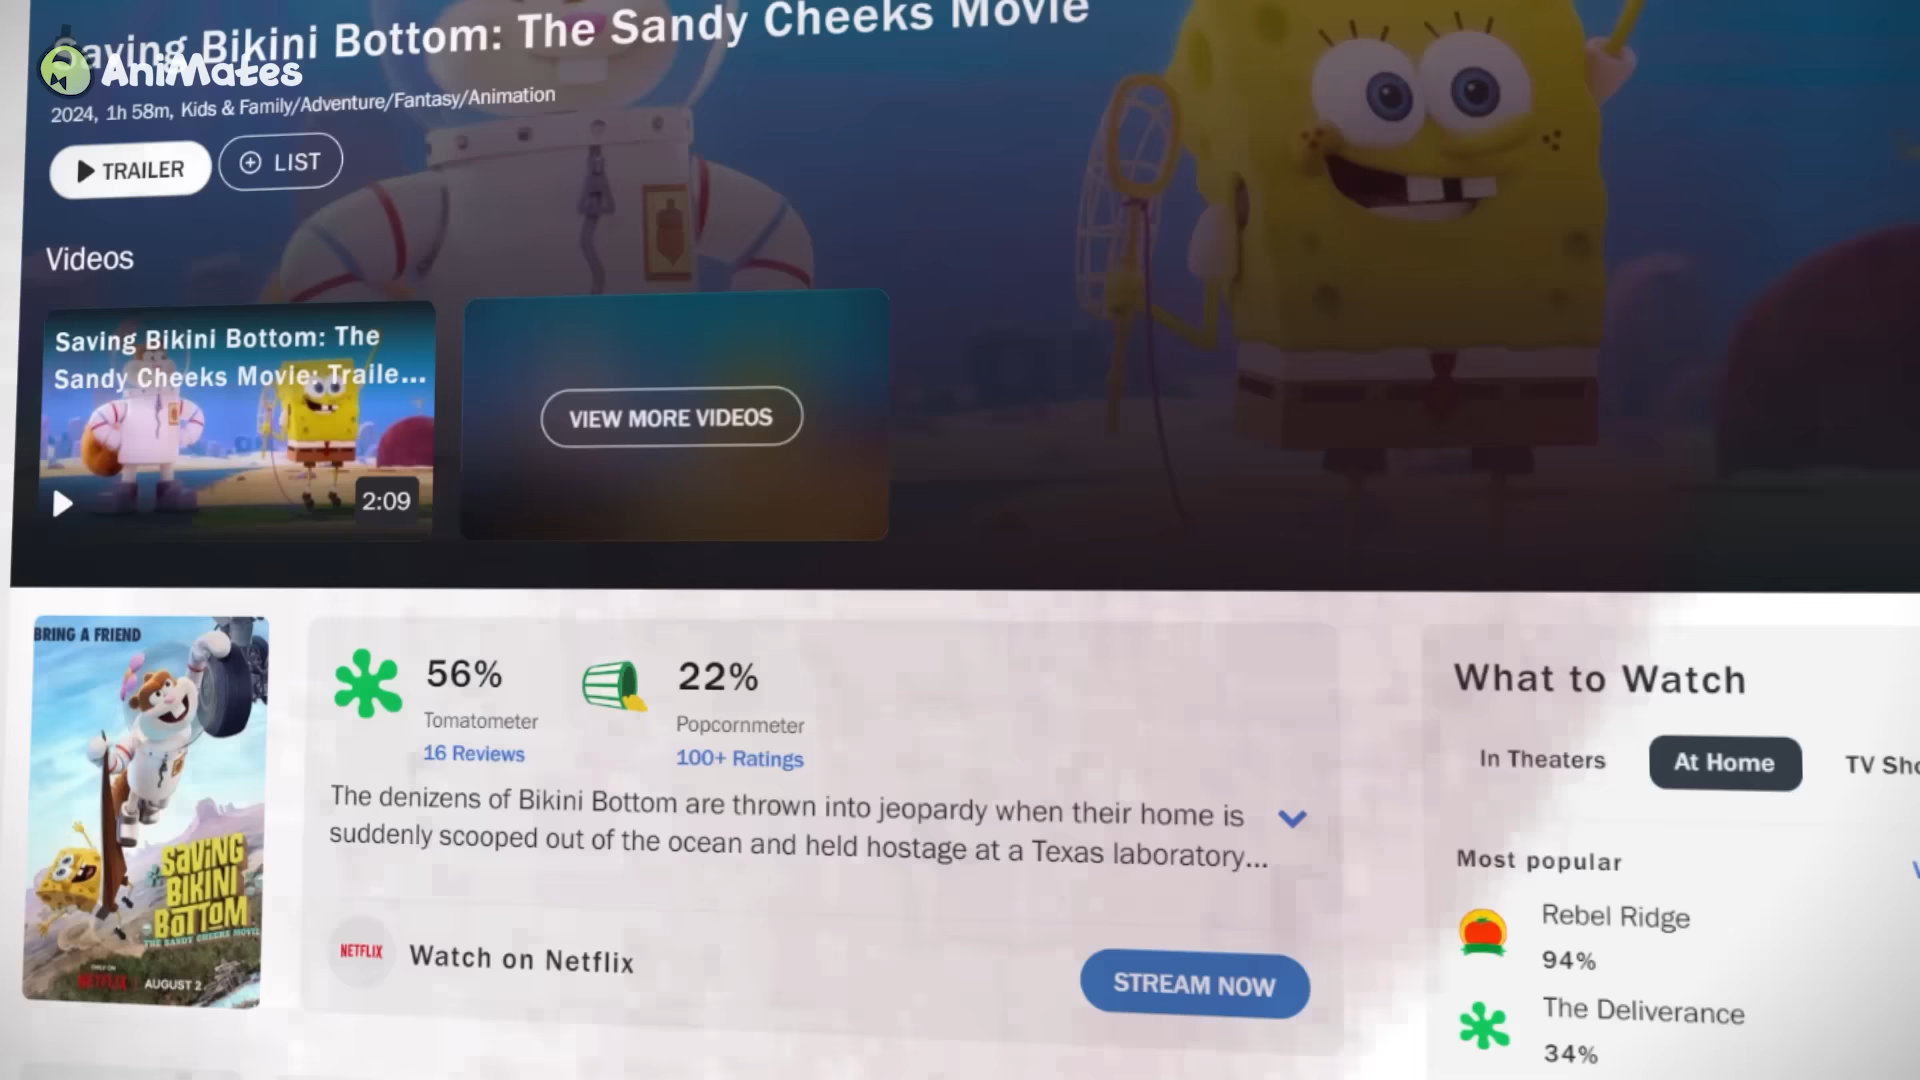 Saving Bikini Bottom: The Sandy Cheeks Movie
AniMates
2024, 1h 58m, Kids & Family/Adventure/Fantasy/Animation
TRAILER
LIST
Videos
Saving Bikini Bottom: The
Sandy Cheeks Movie: Traile...
2:09
VIEW MORE VIDEOS
BRING A FRIEND
SAVING
BIKINI
BOTTOM
THE SANDY CHEEKS MOVIE
NETFLIX
AUGUST 2
56%
Tomatometer
16 Reviews
22%
Popcornmeter
100+ Ratings
The denizens of Bikini Bottom are thrown into jeopardy when their home is
suddenly scooped out of the ocean and held hostage at a Texas laboratory...
NETFLIX
Watch on Netflix
STREAM NOW
What to Watch
In Theaters
At Home
TV Sho
Most popular
Rebel Ridge
94%
The Deliverance
34%